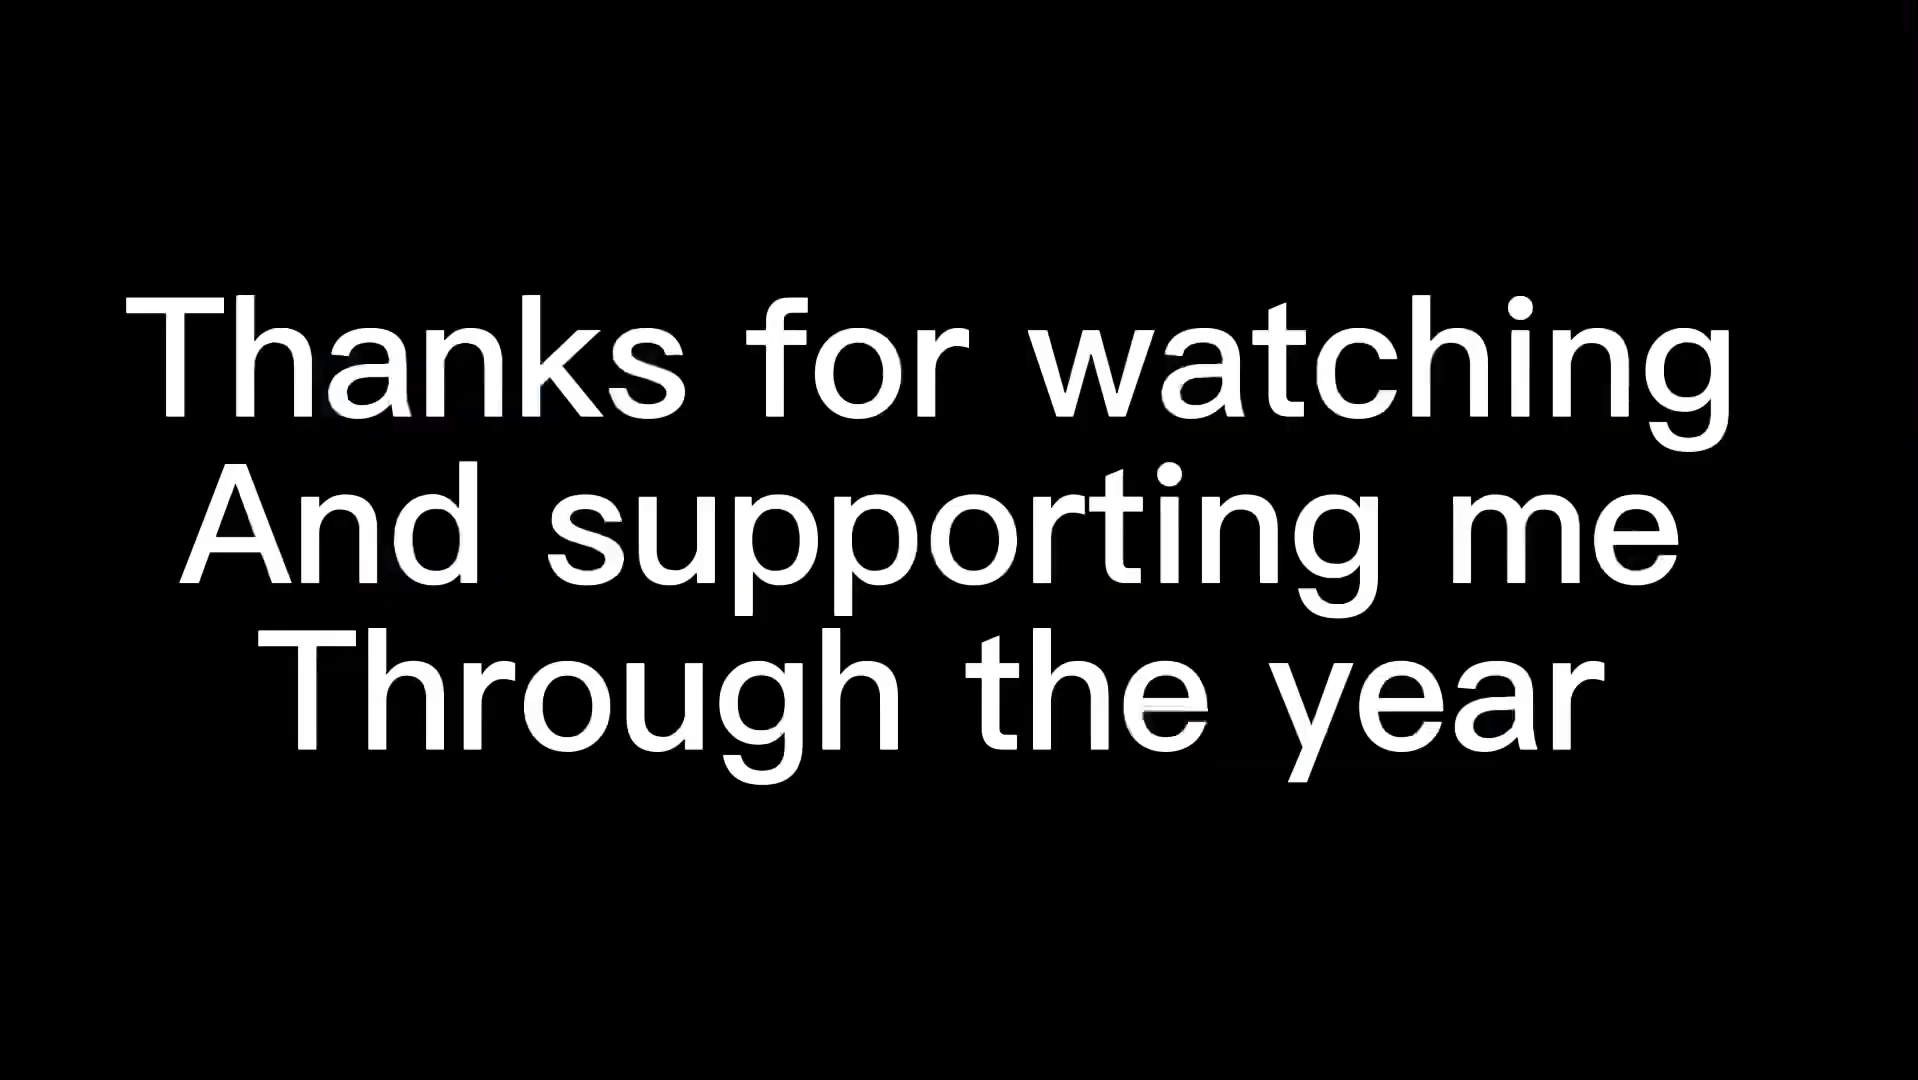 Thanks for watching
And supporting me
Through the year